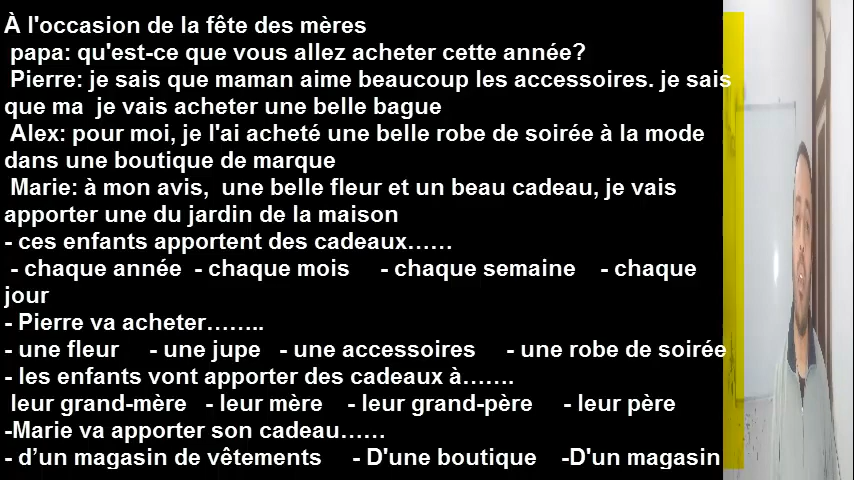 À l'occasion de la fête des mères
papa: qu'est-ce que vous allez acheter cette année?
Pierre: je sais que maman aime beaucoup les accessoires. je sais
que ma  je vais acheter une belle bague
Alex: pour moi, je l'ai acheté une belle robe de soirée à la mode
dans une boutique de marque
Marie: à mon avis,  une belle fleur et un beau cadeau, je vais
apporter une du jardin de la maison
- ces enfants apportent des cadeaux……
- chaque année  - chaque mois     - chaque semaine    - chaque
jour
- Pierre va acheter……..
- une fleur     - une jupe   - une accessoires     - une robe de soirée
- les enfants vont apporter des cadeaux à…….
leur grand-mère   - leur mère    - leur grand-père     - leur père
-Marie va apporter son cadeau……
- d’un magasin de vêtements     - D'une boutique    -D'un magasin